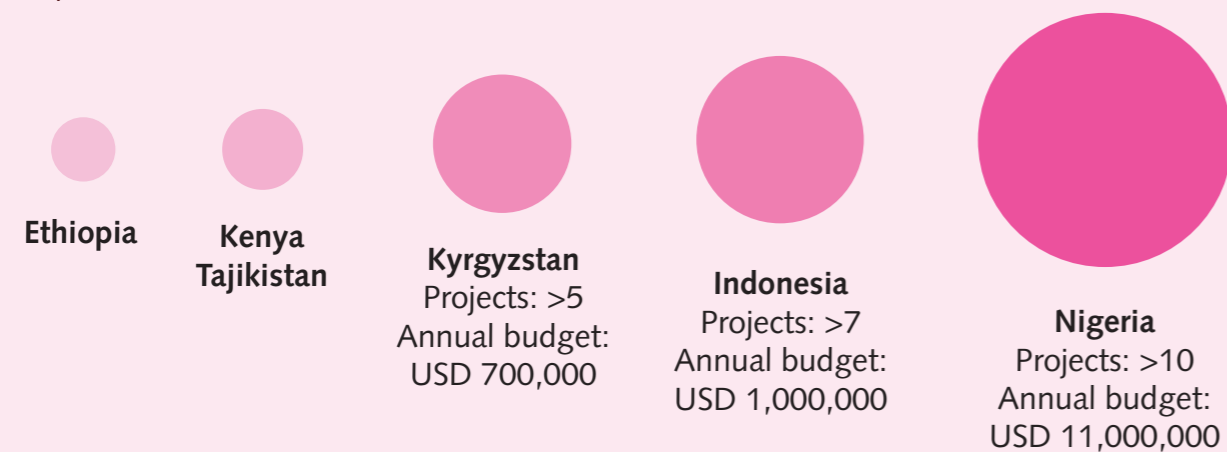 Ethiopia
Kenya
Tajikistan
Kyrgyzstan
Projects: >5
Annual budget:
USD 700,000
Indonesia
Projects: >7
Annual budget:
USD 1,000,000
Nigeria
Projects: >10
Annual budget:
USD 11,000,000